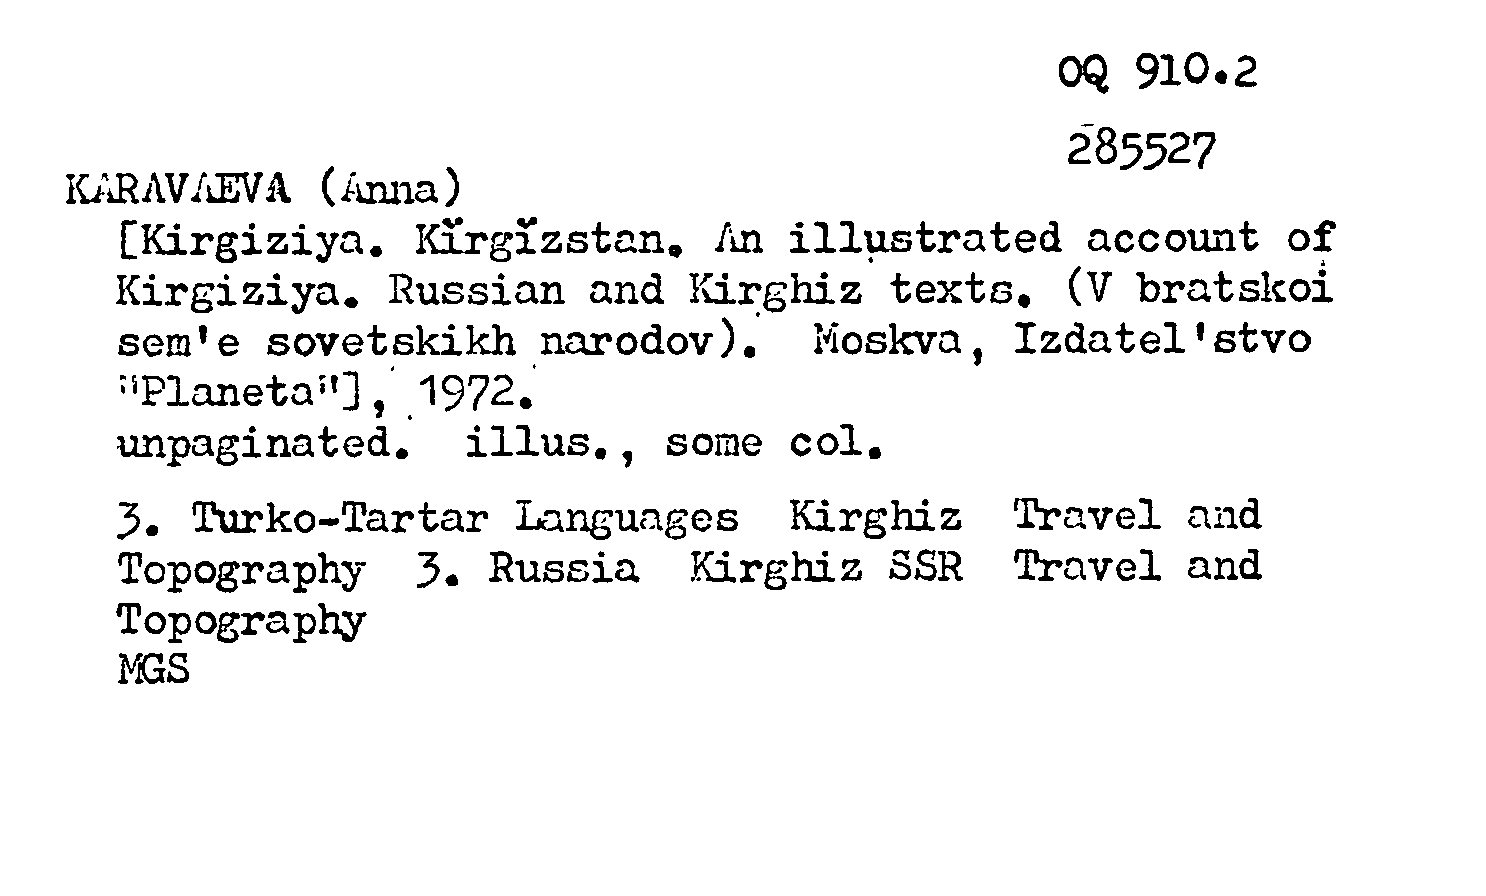 OQ 910.2
285527
KARAVAEVA (Anna)
[Kirgiziya. Kǐrgǐzstan. An illustrated account of
Kirgiziya. Russian and Kirghiz texts. (V bratskoi
sem'e sovetskikh narodov). Moskva, Izdatel'stvo
"Planeta"], 1972.
unpaginated. illus., some col.
3. Turko-Tartar Languages Kirghiz Travel and
Topography 3. Russia Kirghiz SSR Travel and
Topography
MGS